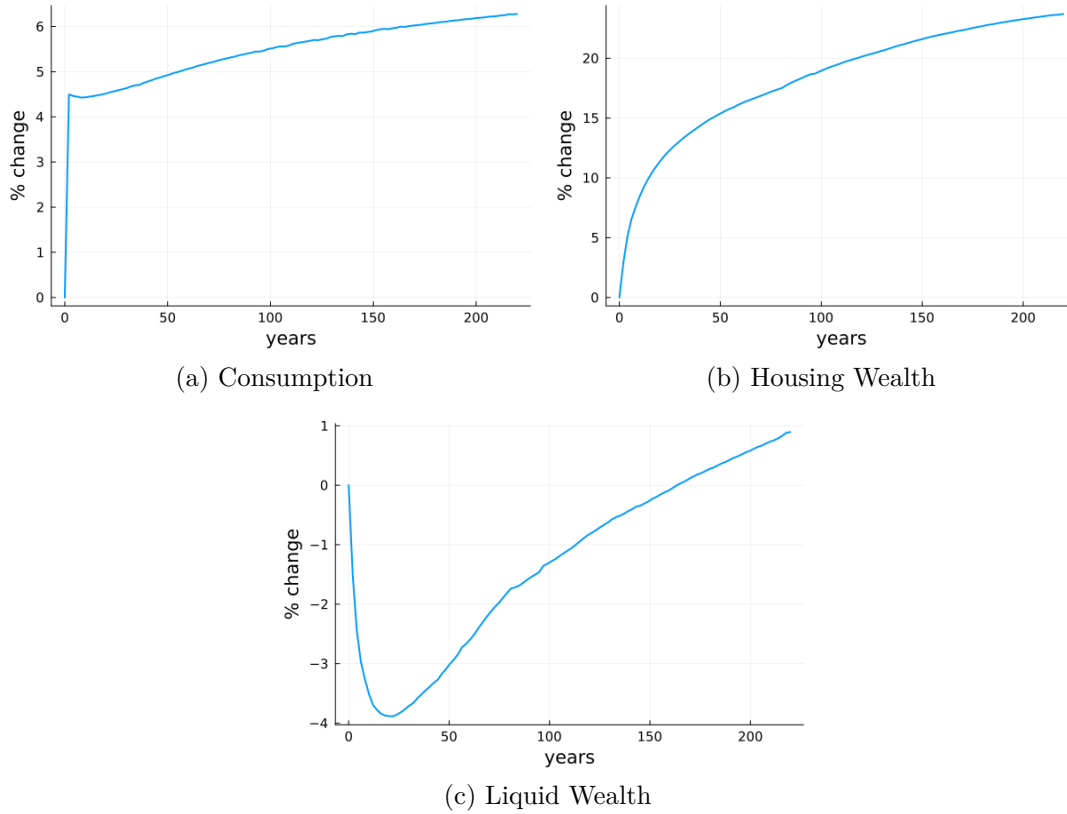 % change
6
5
4
3
2
1
0
0 50 100 150 200
years
(a) Consumption
% change
20
15
10
5
0
0 50 100 150 200
years
(b) Housing Wealth
% change
1
0
−1
−2
−3
−4
0 50 100 150 200
years
(c) Liquid Wealth